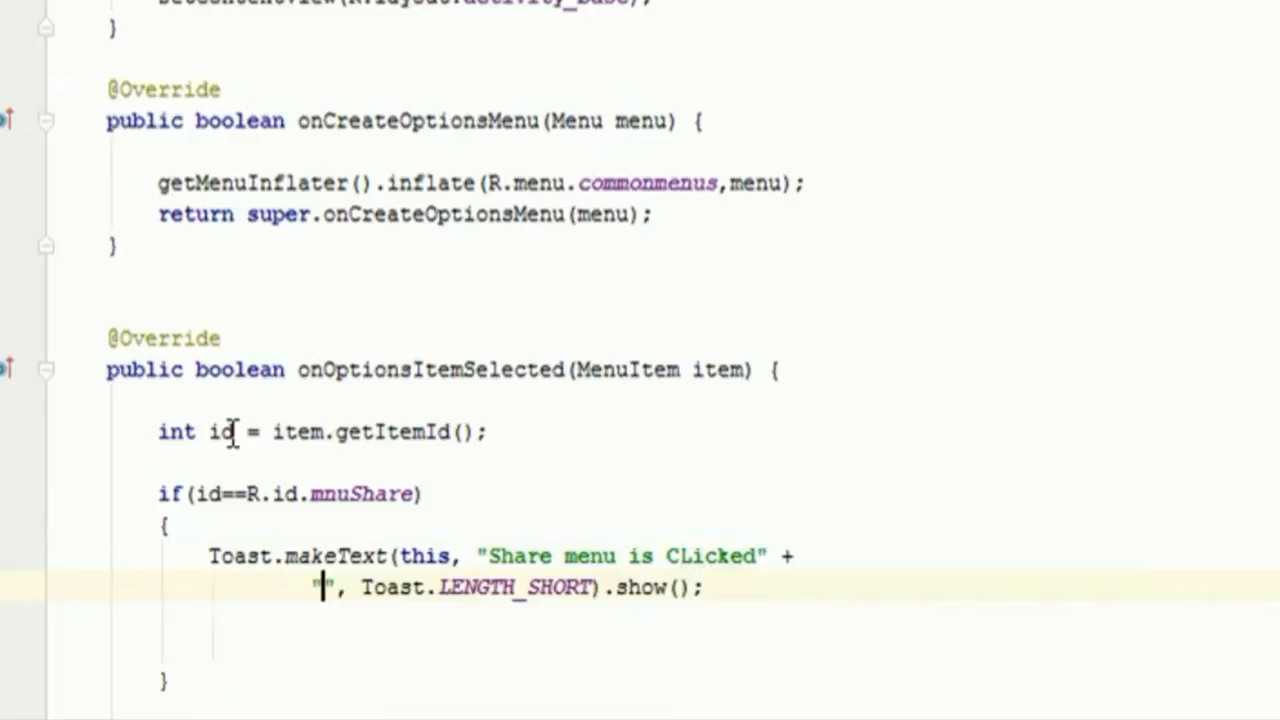 }
@Override
public boolean onCreateOptionsMenu(Menu menu) {
getMenuInflater().inflate(R.menu.commonmenus,menu);
return super.onCreateOptionsMenu(menu);
}
@Override
public boolean onOptionsItemSelected(MenuItem item) {
int id = item.getItemId();
if(id==R.id.mnuShare)
{
Toast.makeText(this, "Share menu is CLicked" +
"", Toast.LENGTH_SHORT).show();
}